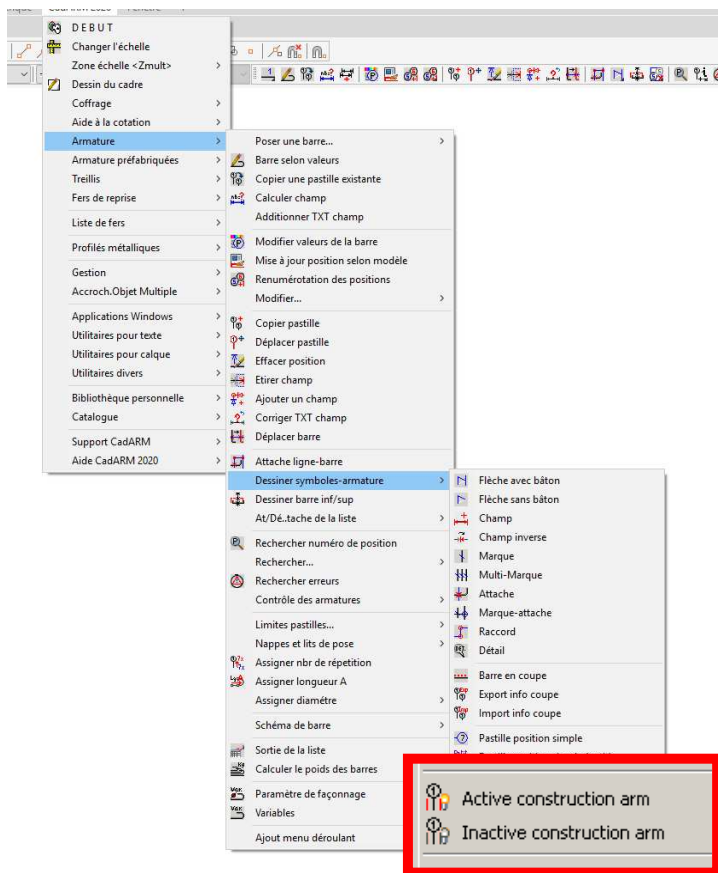 CadARM 2020
DEBUT
Changer l'échelle
Zone échelle <Zmult>
Dessin du cadre
Coffrage
Aide à la cotation
Armature
Armature préfabriquées
Treillis
Fers de reprise
Liste de fers
Profilés métalliques
Gestion
Accroch.Objet Multiple
Applications Windows
Utilitaires pour texte
Utilitaires pour calque
Utilitaires divers
Bibliothèque personnelle
Catalogue
Support CadARM
Aide CadARM 2020
Poser une barre...
Barre selon valeurs
Copier une pastille existante
Calculer champ
Additionner TXT champ
Modifier valeurs de la barre
Mise à jour position selon modèle
Renumérotation des positions
Modifier...
Copier pastille
Déplacer pastille
Effacer position
Etirer champ
Ajouter un champ
Corriger TXT champ
Déplacer barre
Attache ligne-barre
Dessiner symboles-armature
Dessiner barre inf/sup
At/Dé..tache de la liste
Rechercher numéro de position
Rechercher...
Rechercher erreurs
Contrôle des armatures
Limites pastilles...
Nappes et lits de pose
Assigner nbr de répétition
Assigner longueur A
Assigner diamétre
Schéma de barre
Sortie de la liste
Calculer le poids des barres
Paramètre de façonnage
Variables
Ajout menu déroulant
Flèche avec bâton
Flèche sans bâton
Champ
Champ inverse
Marque
Multi-Marque
Attache
Marque-attache
Raccord
Détail
Barre en coupe
Export info coupe
Import info coupe
Pastille position simple
Active construction arm
Inactive construction arm